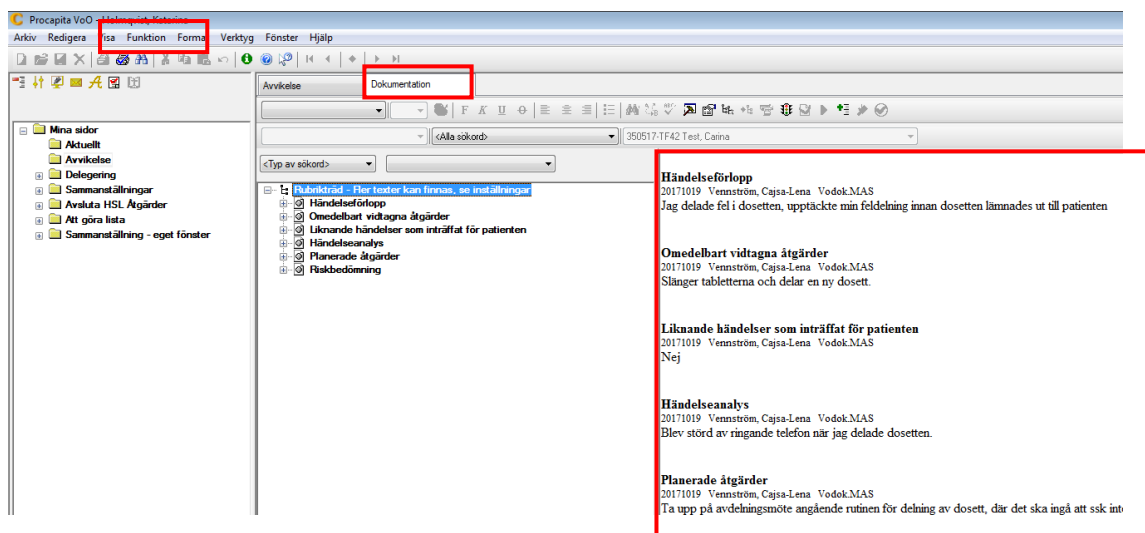 Procapita VoO - Holmqvist, Katarina
Arkiv Redigera Visa Funktion Format Verktyg Fönster Hjälp
Avvikelse Dokumentation
F K U
<Alla sökord> 350517-TF42 Test, Carina
<Typ av sökord>
Mina sidor
Aktuellt
Avvikelse
Delegering
Sammanställningar
Avsluta HSL Åtgärder
Att göra lista
Sammanställning - eget fönster
Rubrikträd - Fler texter kan finnas, se inställningar
Händelseförlopp
Omedelbart vidtagna åtgärder
Liknande händelser som inträffat för patienten
Händelseanalys
Planerade åtgärder
Riskbedömning
Händelseförlopp
20171019 Vennström, Cajsa-Lena Vodok.MAS
Jag delade fel i dosetten, upptäckte min feldelning innan dosetten lämnades ut till patienten
Omedelbart vidtagna åtgärder
20171019 Vennström, Cajsa-Lena Vodok.MAS
Slänger tabletterna och delar en ny dosett.
Liknande händelser som inträffat för patienten
20171019 Vennström, Cajsa-Lena Vodok.MAS
Nej
Händelseanalys
20171019 Vennström, Cajsa-Lena Vodok.MAS
Blev störd av ringande telefon när jag delade dosetten.
Planerade åtgärder
20171019 Vennström, Cajsa-Lena Vodok.MAS
Ta upp på avdelningsmöte angående rutinen för delning av dosett, där det ska ingå att ssk